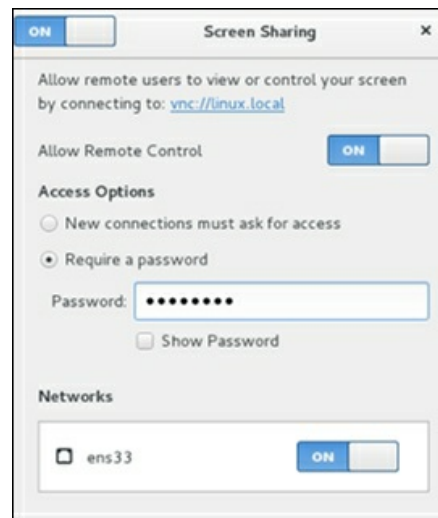 ON Screen Sharing ×
Allow remote users to view or control your screen
by connecting to: vnc://linux.local
Allow Remote Control ON
Access Options
New connections must ask for access
Require a password
Password: ●●●●●●●●
Show Password
Networks
ens33 ON